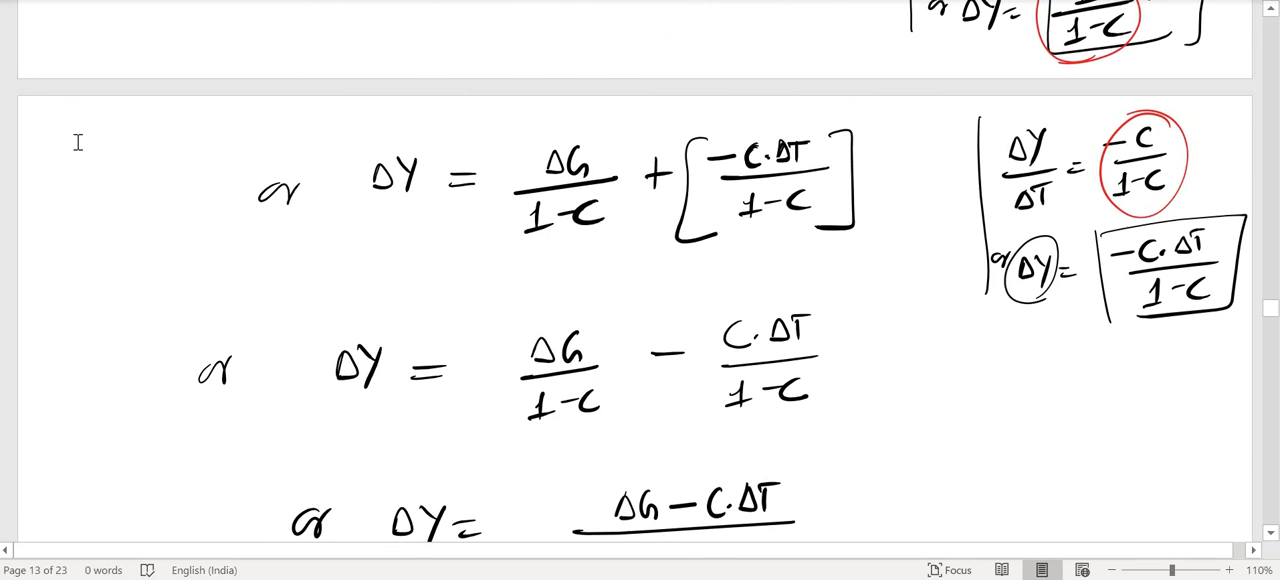 or ΔY = 1/1-C
or ΔY = ΔG/1-C + [-C.ΔT/1-C]
ΔY/ΔT = -C/1-C
or ΔY = -C.ΔT/1-C
or ΔY = ΔG/1-C - C.ΔT/1-C
or ΔY = ΔG - C.ΔT
Page 13 of 23 0 words English (India) Focus 110%